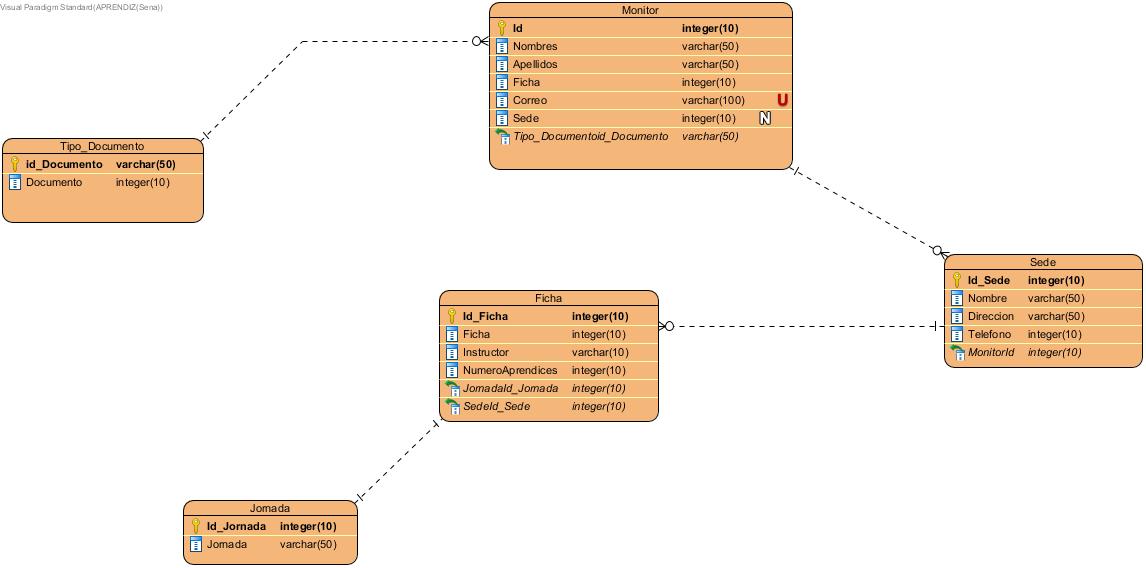 Visual Paradigm Standard(APRENDIZ(Sena))
Monitor
Id integer(10)
Nombres varchar(50)
Apellidos varchar(50)
Ficha integer(10)
Correo varchar(100) U
Sede integer(10) N
Tipo_Documentoid_Documento varchar(50)
Tipo_Documento
id_Documento varchar(50)
Documento integer(10)
Sede
Id_Sede integer(10)
Nombre varchar(50)
Direccion varchar(50)
Telefono integer(10)
MonitorId integer(10)
Ficha
Id_Ficha integer(10)
Ficha integer(10)
Instructor varchar(10)
NumeroAprendices integer(10)
JornadaId_Jornada integer(10)
SedeId_Sede integer(10)
Jornada
Id_Jornada integer(10)
Jornada varchar(50)